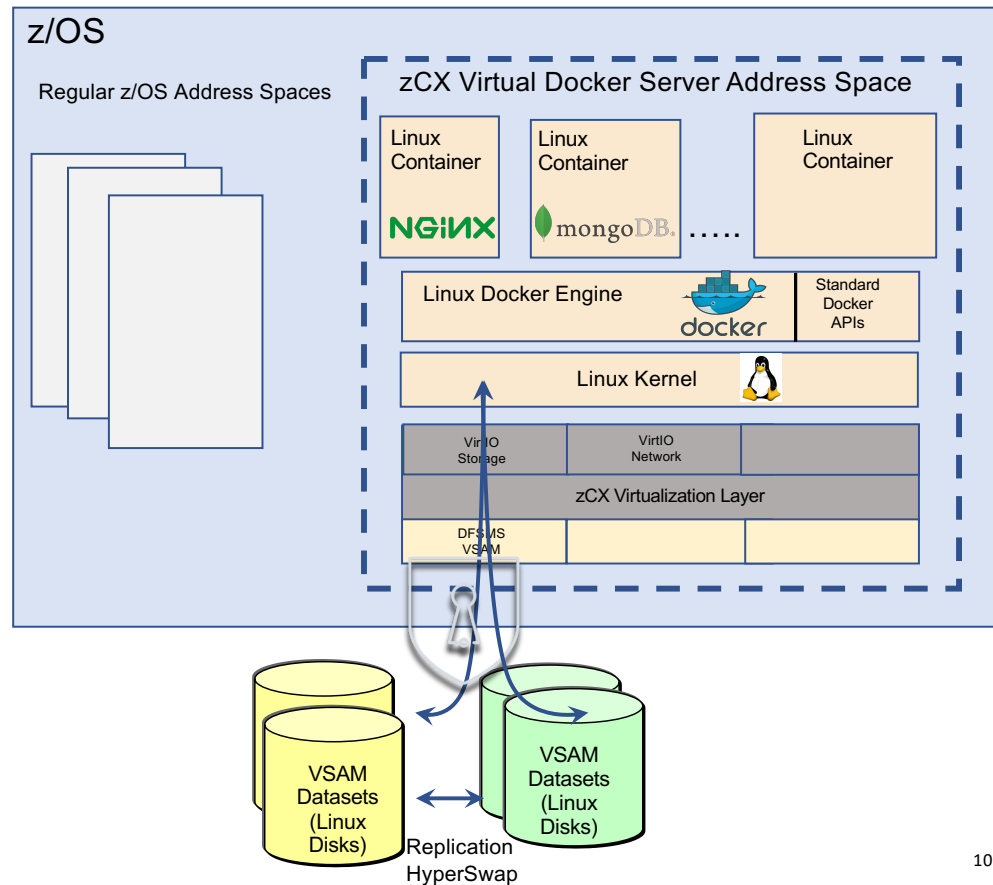 z/OS
Regular z/OS Address Spaces
zCX Virtual Docker Server Address Space
Linux
Container
NGINX
Linux
Container
mongoDB.
.....
Linux
Container
Linux Docker Engine
docker
Standard
Docker
APIs
Linux Kernel
VirtIO
Storage
VirtIO
Network
zCX Virtualization Layer
DFSMS
VSAM
VSAM
Datasets
(Linux
Disks)
VSAM
Datasets
(Linux
Disks)
Replication
HyperSwap
10